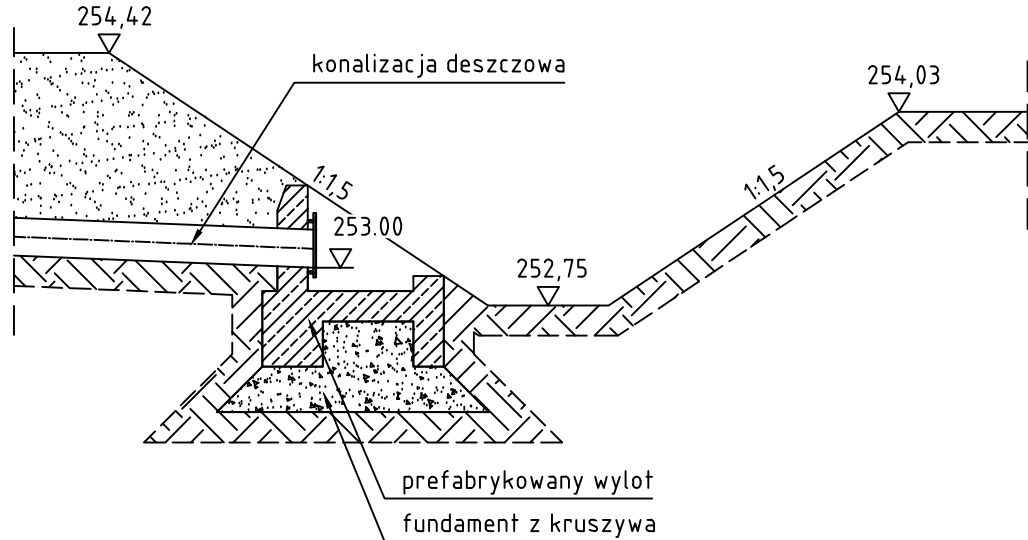 254,42
konalizacja deszczowa
254,03
1:1,5
1:1,5
253.00
252,75
prefabrykowany wylot
fundament z kruszywa